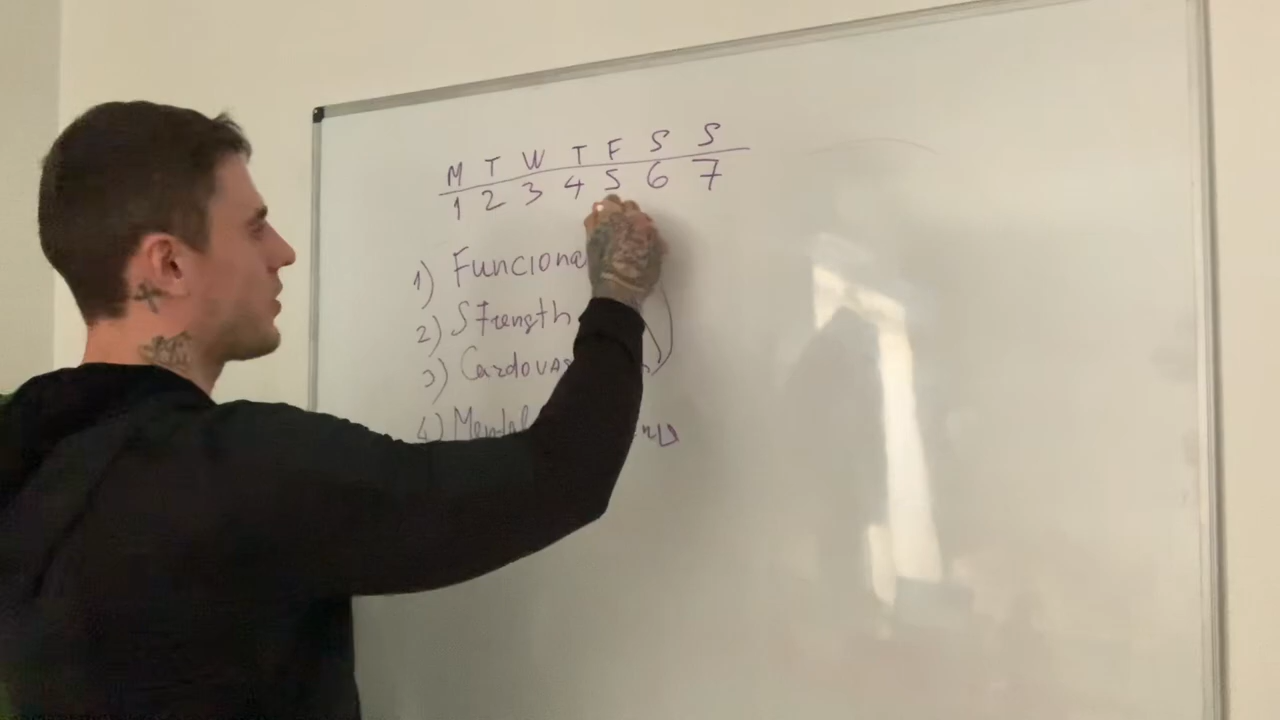 M T W T F S S
1 2 3 4 5 6 7
1) Funciona
2) Strength
3) Cardovas
4) Mental